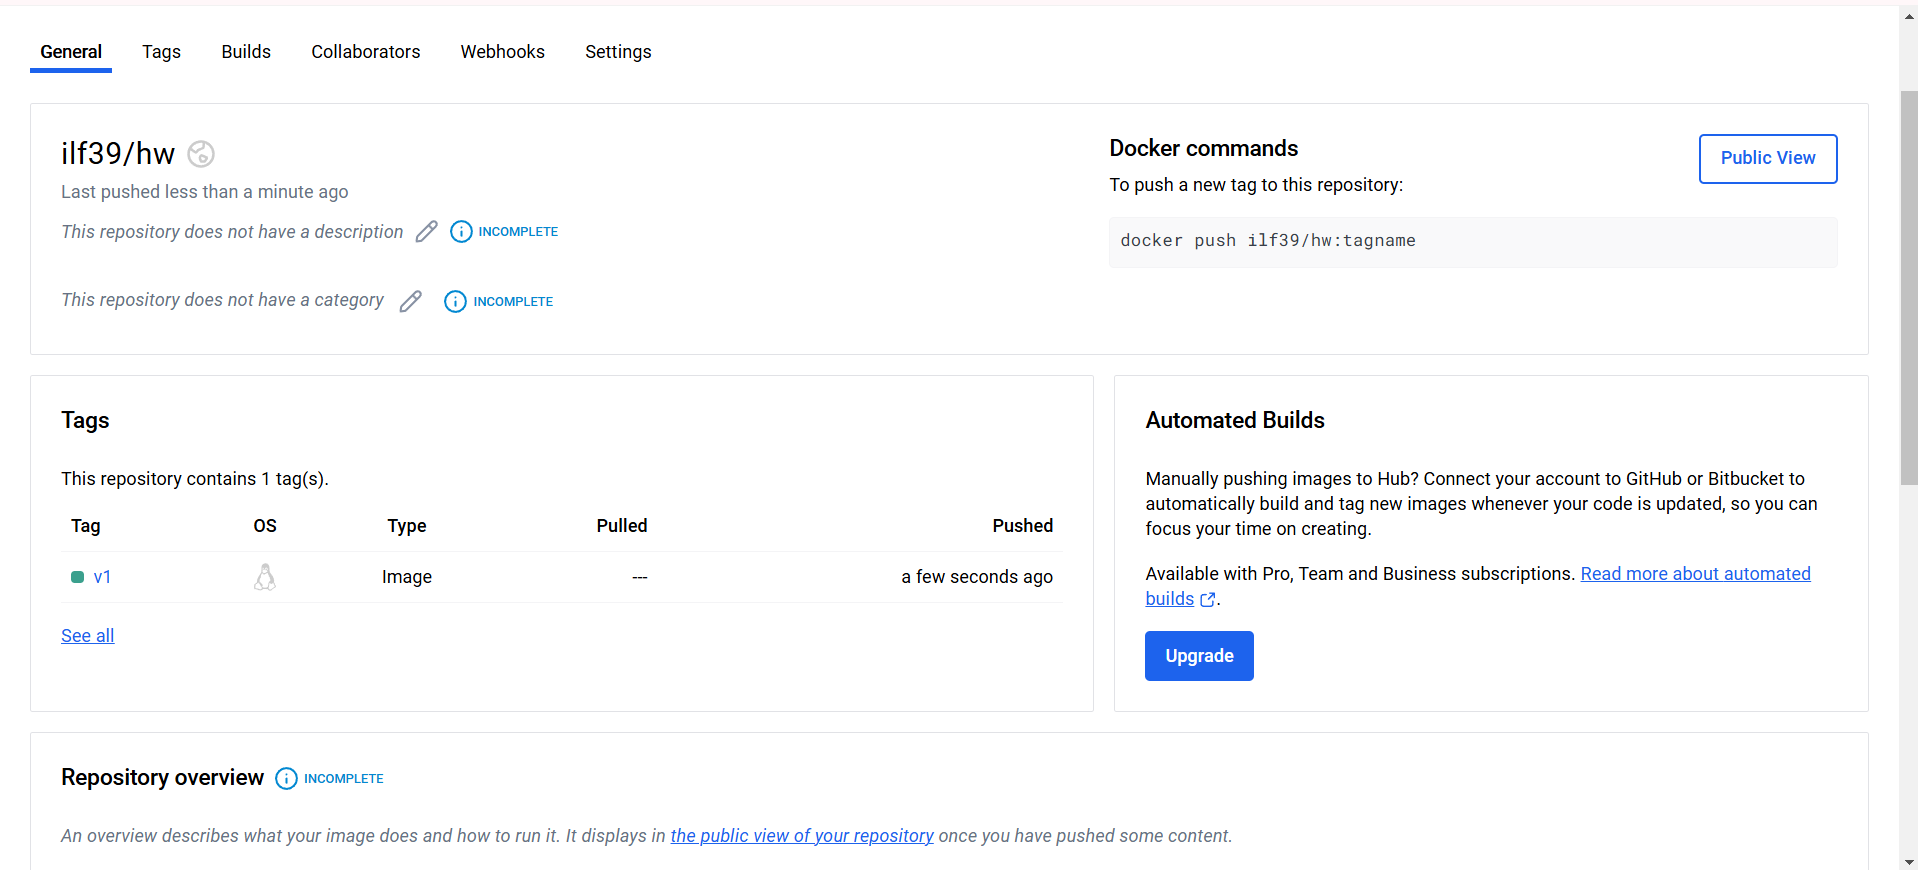 General Tags Builds Collaborators Webhooks Settings
ilf39/hw
Last pushed less than a minute ago
This repository does not have a description INCOMPLETE
This repository does not have a category INCOMPLETE
Docker commands
To push a new tag to this repository:
Public View
docker push ilf39/hw:tagname
Tags
This repository contains 1 tag(s).
Tag OS Type Pulled Pushed
v1 Image --- a few seconds ago
See all
Automated Builds
Manually pushing images to Hub? Connect your account to GitHub or Bitbucket to
automatically build and tag new images whenever your code is updated, so you can
focus your time on creating.
Available with Pro, Team and Business subscriptions. Read more about automated
builds.
Upgrade
Repository overview INCOMPLETE
An overview describes what your image does and how to run it. It displays in the public view of your repository once you have pushed some content.